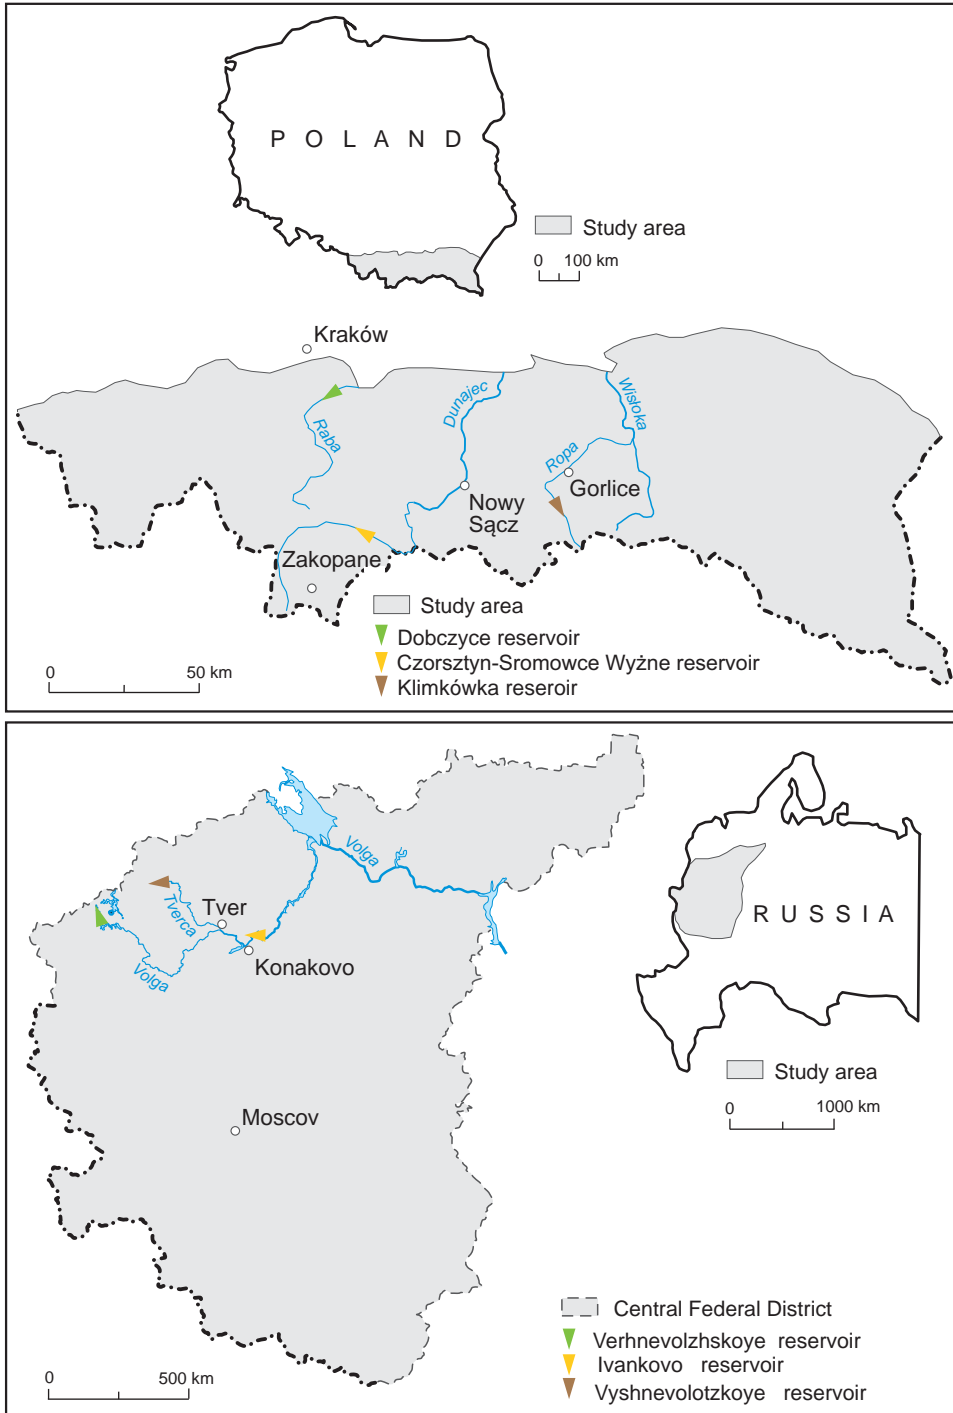 P O L A N D
Study area
0 100 km
Kraków
Raba
Dunajec
Wisłoka
Ropa
Gorlice
Nowy
Sącz
Zakopane
Study area
Dobczyce reservoir
Czorsztyn-Sromowce Wyżne reservoir
Klimkówka reseroir
0 50 km
Volga
Tverca
Tver
Konakovo
Volga
R U S S I A
Study area
0 1000 km
Moscov
Central Federal District
Verhnevolzhskoye reservoir
Ivankovo reservoir
Vyshnevolotzkoye reservoir
0 500 km